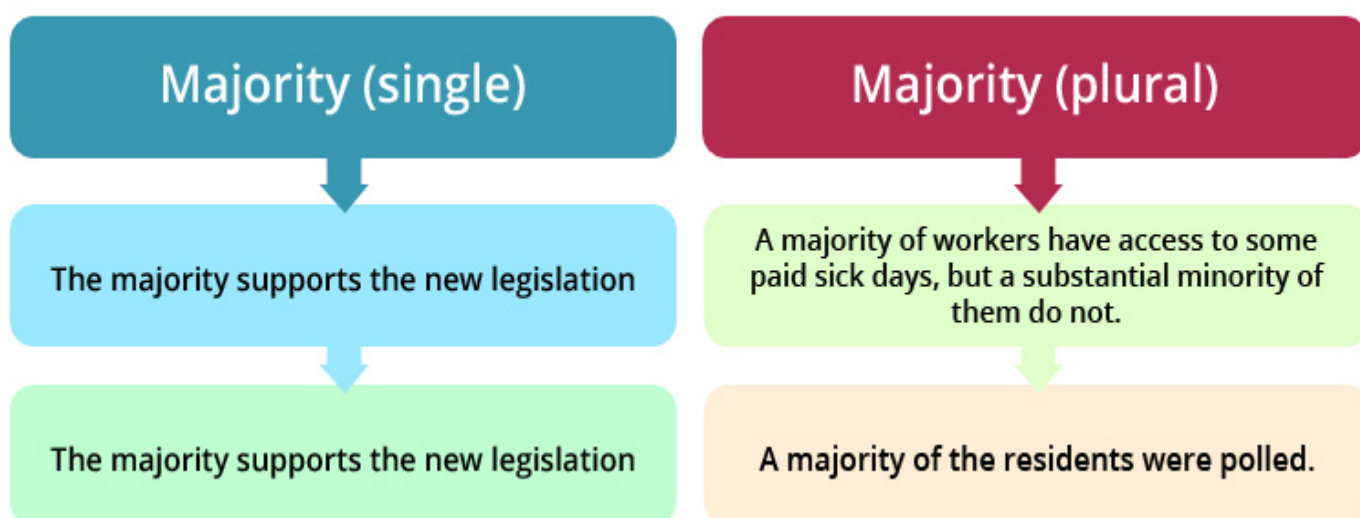 Majority (single)
The majority supports the new legislation
The majority supports the new legislation
Majority (plural)
A majority of workers have access to some
paid sick days, but a substantial minority of
them do not.
A majority of the residents were polled.